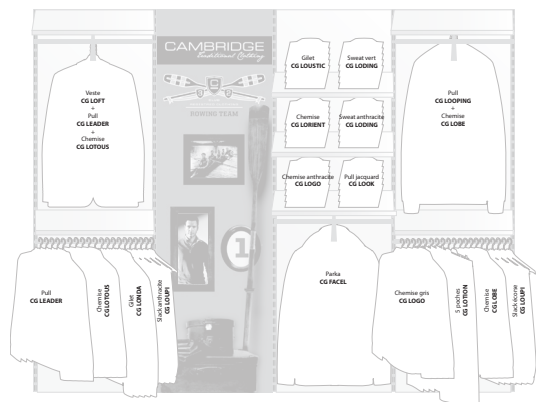 CAMBRIDGE
Traditional Clothing
ROWING TEAM
1
Veste
CG LOFT
+
Pull
CG LEADER
+
Chemise
CG LOTOUS
Gilet
CG LOUSTIC
Sweat vert
CG LODING
Chemise
CG LORIENT
Sweat anthracite
CG LODING
Chemise anthracite
CG LOGO
Pull jacquard
CG LOOK
Pull
CG LOOPING
+
Chemise
CG LOBE
Pull
CG LEADER
Chemise
CG LOTOUS
Gilet
CG LONDA
Slack anthracite
CG LOUPI
Parka
CG FACEL
Chemise gris
CG LOGO
5 poches
CG LOTION
Chemise
CG LOBE
Slack écorse
CG LOUPI